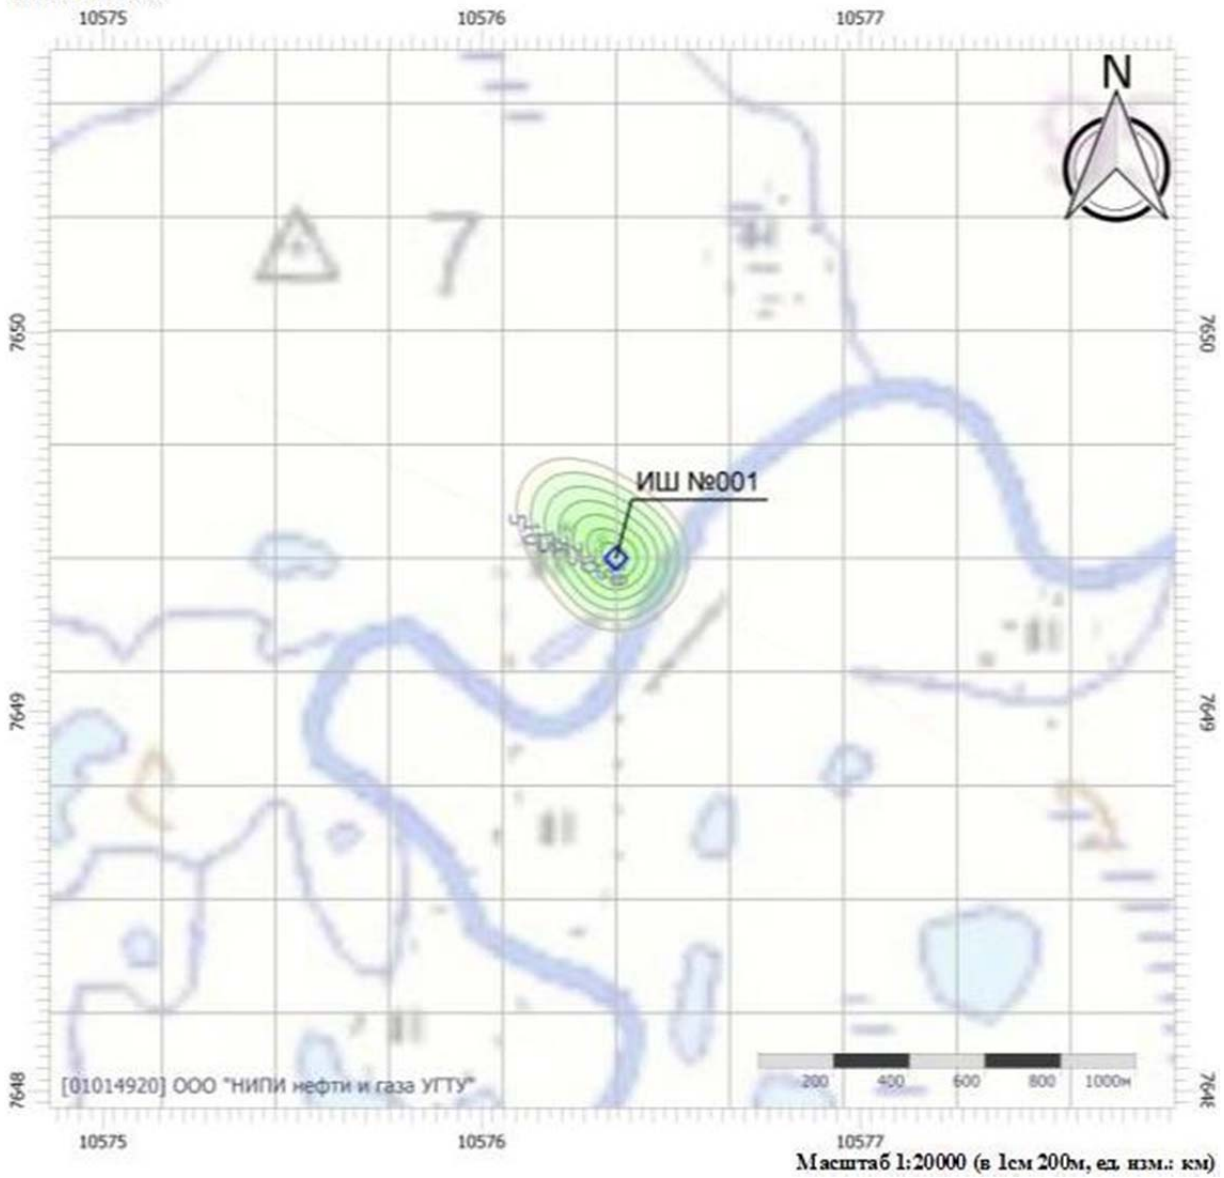 10575 10576 10577
N
7
7650 7650
ИШ №001
7649 7649
200 400 600 800 1000м
[01014920] ООО "НИПИ нефти и газа УГТУ"
7648 7648
10575 10576 10577
Масштаб 1:20000 (в 1см 200м, ед. изм.: км)